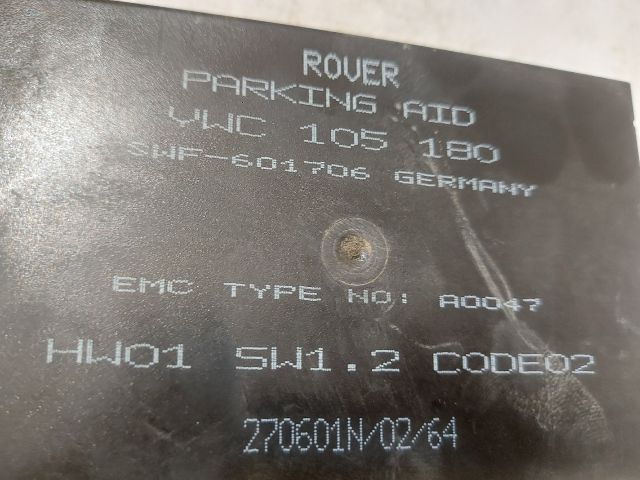 ROVER
PARKING AID
YWC 105 180
SWF-601706 GERMANY
EMC TYPE NO: A0047
HW01 SW1.2 CODE02
270601N/02/64